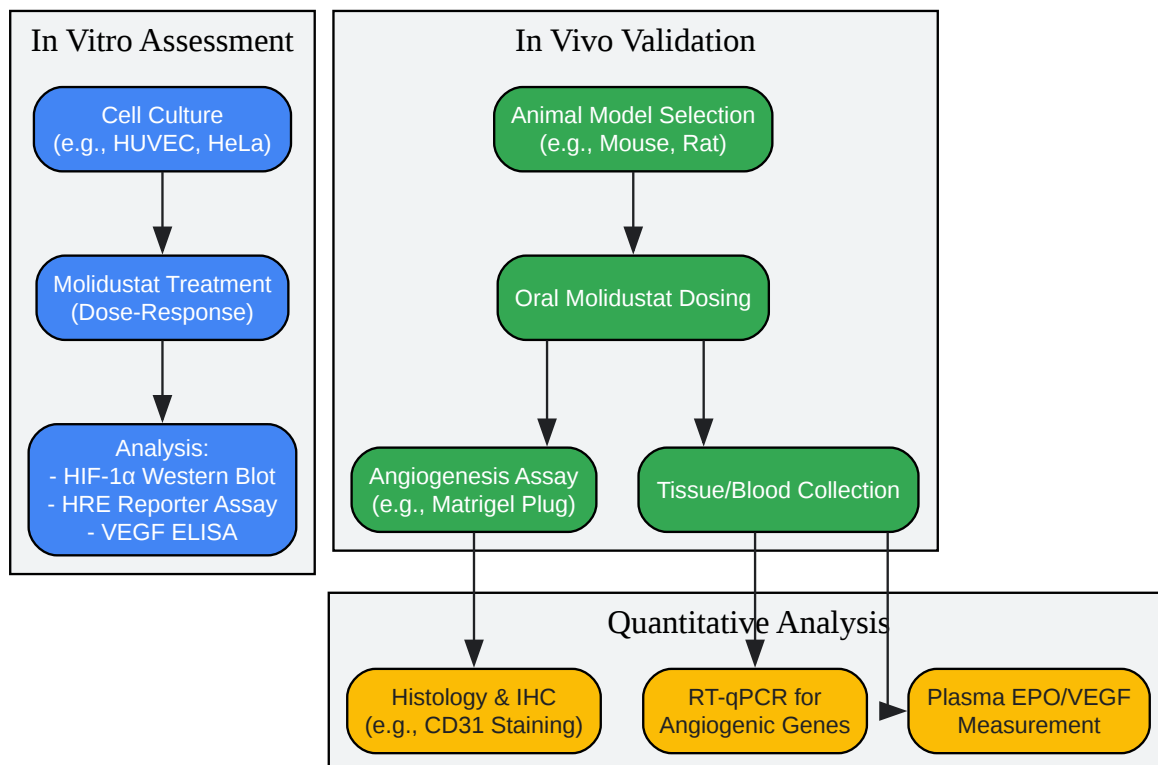 In Vitro Assessment
Cell Culture
(e.g., HUVEC, HeLa)
Molidustat Treatment
(Dose-Response)
Analysis:
- HIF-1α Western Blot
- HRE Reporter Assay
- VEGF ELISA
In Vivo Validation
Animal Model Selection
(e.g., Mouse, Rat)
Oral Molidustat Dosing
Angiogenesis Assay
(e.g., Matrigel Plug)
Tissue/Blood Collection
Quantitative Analysis
Histology & IHC
(e.g., CD31 Staining)
RT-qPCR for
Angiogenic Genes
Plasma EPO/VEGF
Measurement